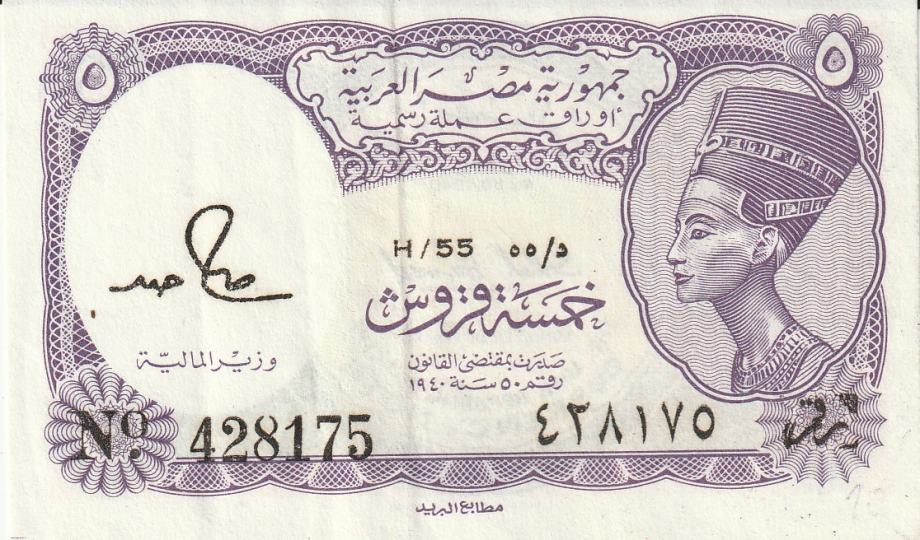 ٥ ٥
جمهورية مصر العربية
أوراق عملة رسمية
H/55 ٥٥/د
خمسة قروش
صدرت بمقتضى القانون
رقم ٥٠ سنة ١٩٤٠
وزير المالية
Nº 428175 ٤٢٨١٧٥
مطابع البريد